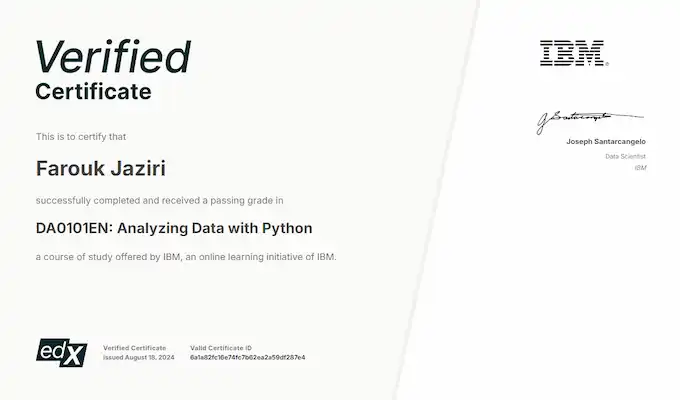 Verified
Certificate
This is to certify that
Farouk Jaziri
successfully completed and received a passing grade in
DA0101EN: Analyzing Data with Python
a course of study offered by IBM, an online learning initiative of IBM.
IBM
Joseph Santarcangelo
Data Scientist
IBM
edX
Verified Certificate
Issued August 18, 2024
Valid Certificate ID
6a1a82fc16e74fc7b62ea2a59df287e4